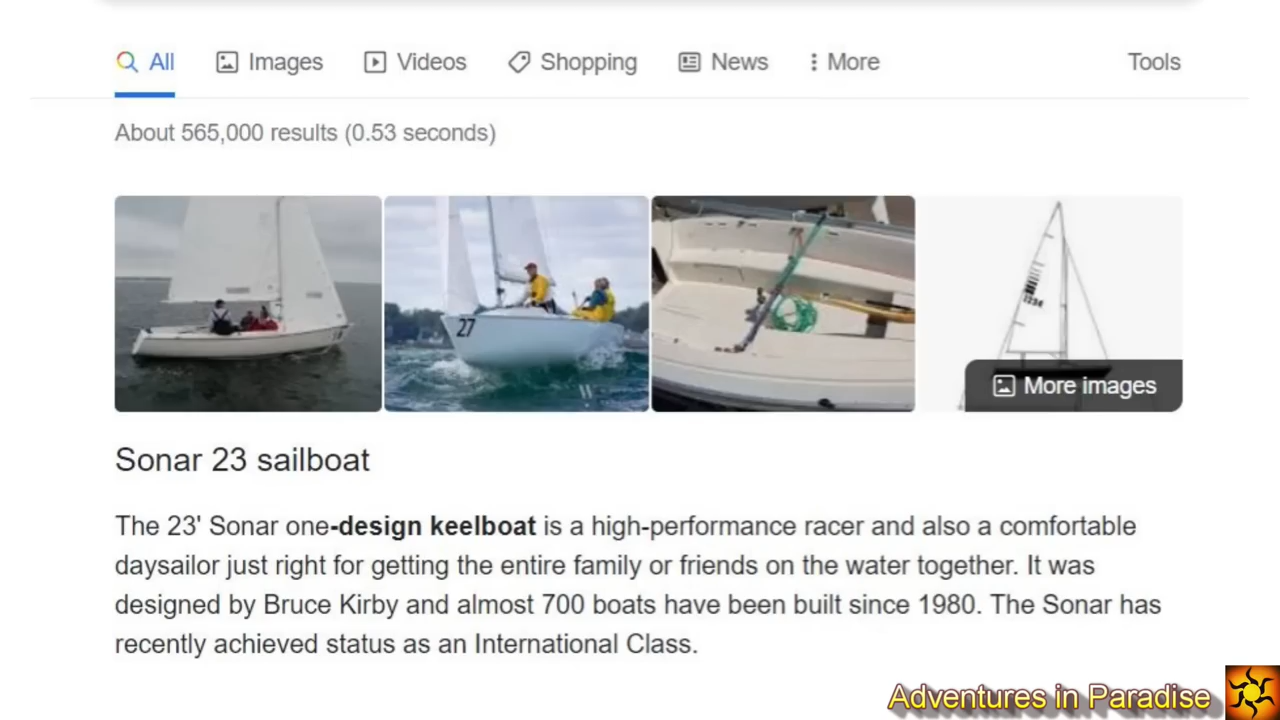 All Images Videos Shopping News More Tools
About 565,000 results (0.53 seconds)
27
1234
More images
Sonar 23 sailboat
The 23' Sonar one-design keelboat is a high-performance racer and also a comfortable
daysailor just right for getting the entire family or friends on the water together. It was
designed by Bruce Kirby and almost 700 boats have been built since 1980. The Sonar has
recently achieved status as an International Class.
Adventures in Paradise